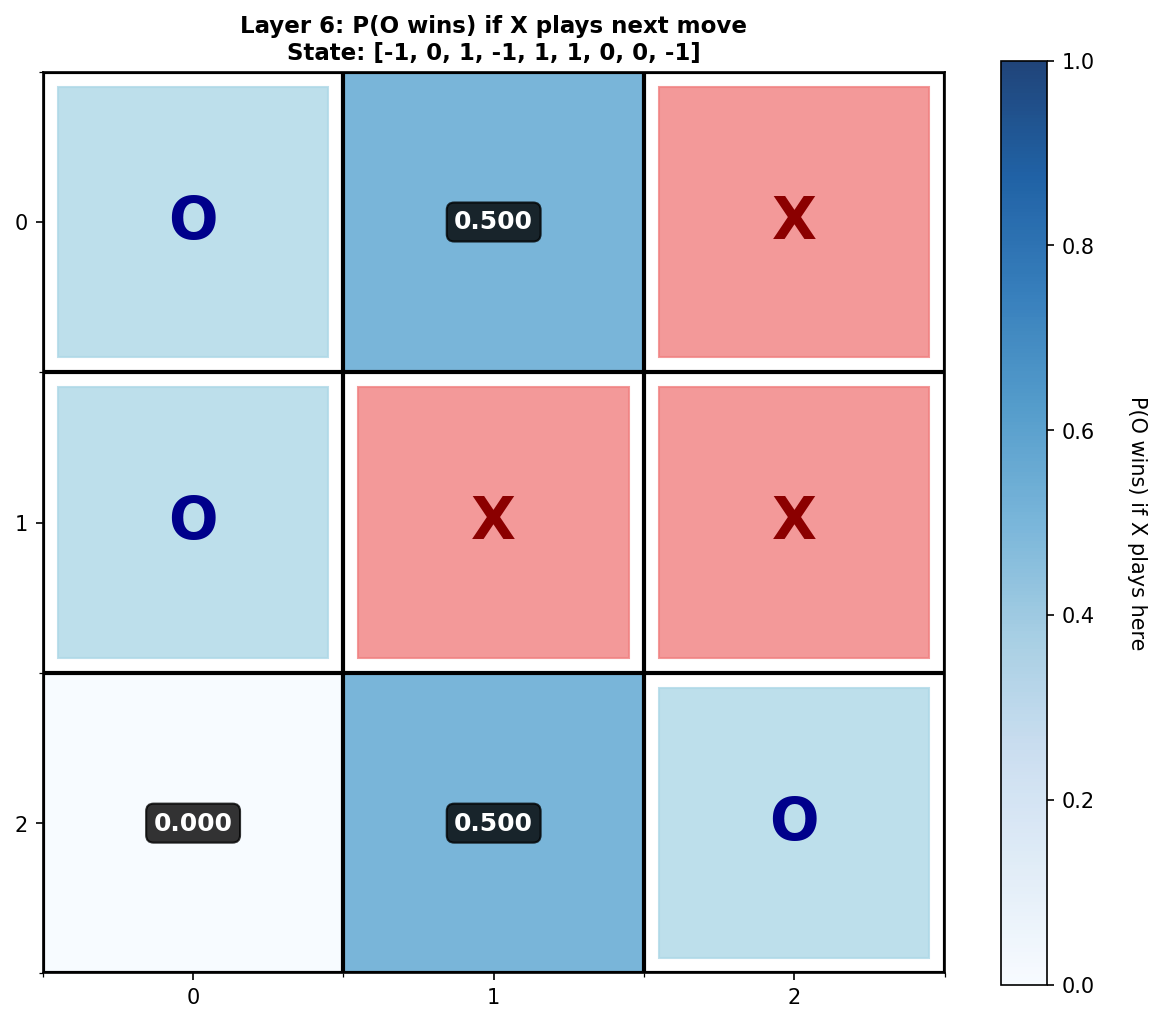 Layer 6: P(O wins) if X plays next move
State: [-1, 0, 1, -1, 1, 1, 0, 0, -1]
0
O
0.500
X
1
O
X
X
2
0.000
0.500
O
0
1
2
1.0
0.8
0.6
0.4
0.2
0.0
P(O wins) if X plays here